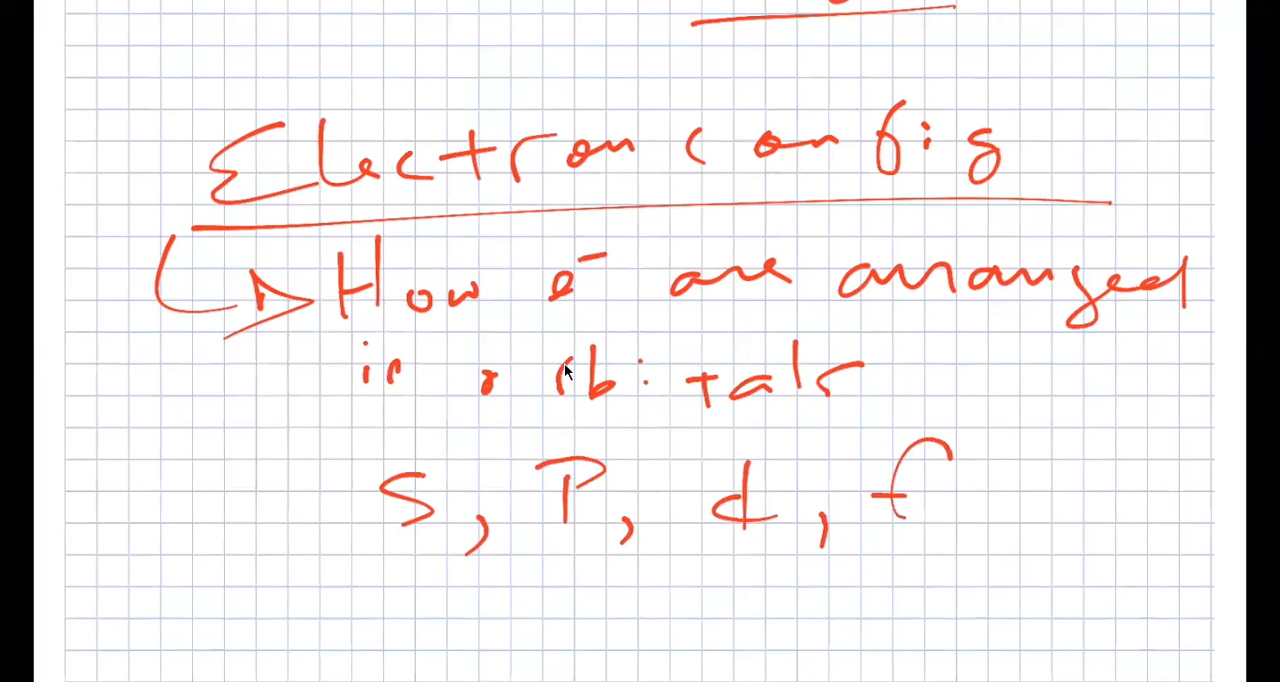 Electron config
How e⁻ are arranged
in orbitals
s, p, d, f